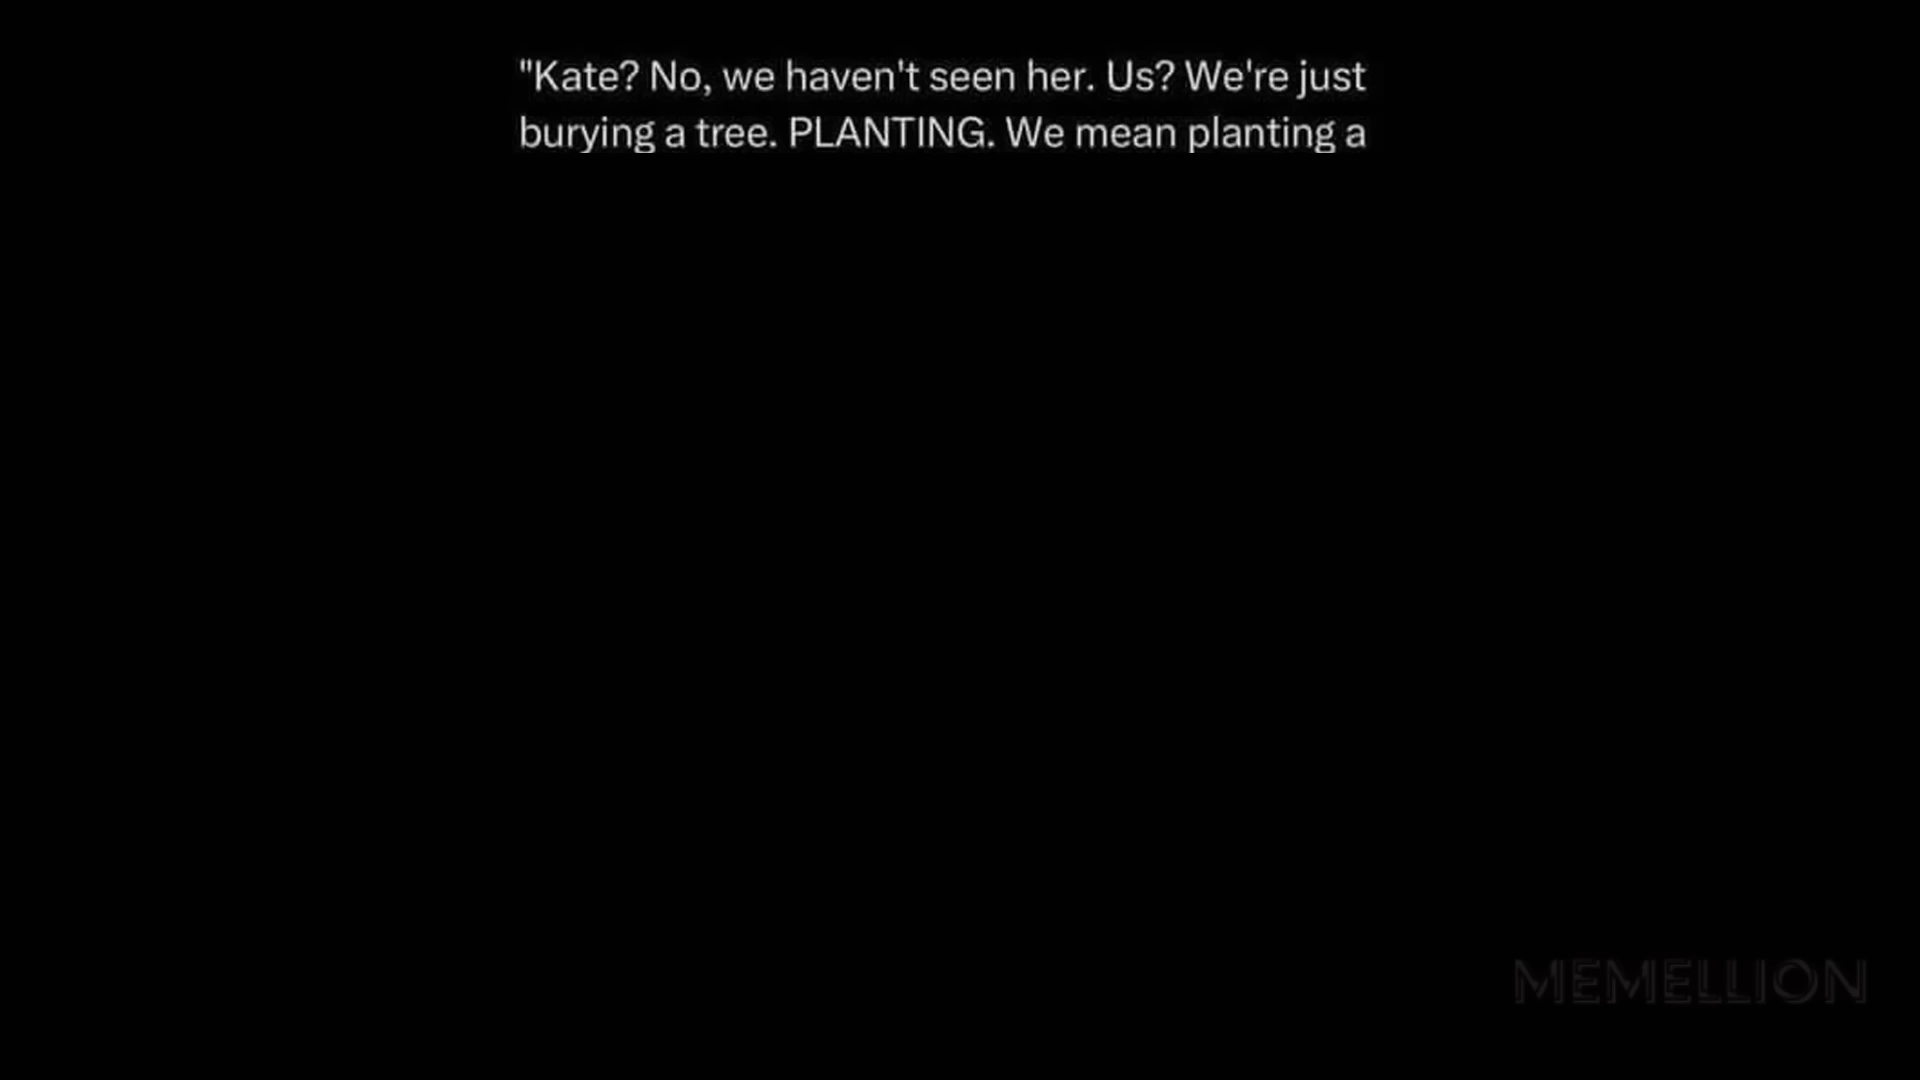 "Kate? No, we haven't seen her. Us? We're just
burying a tree. PLANTING. We mean planting a
MEMELLION